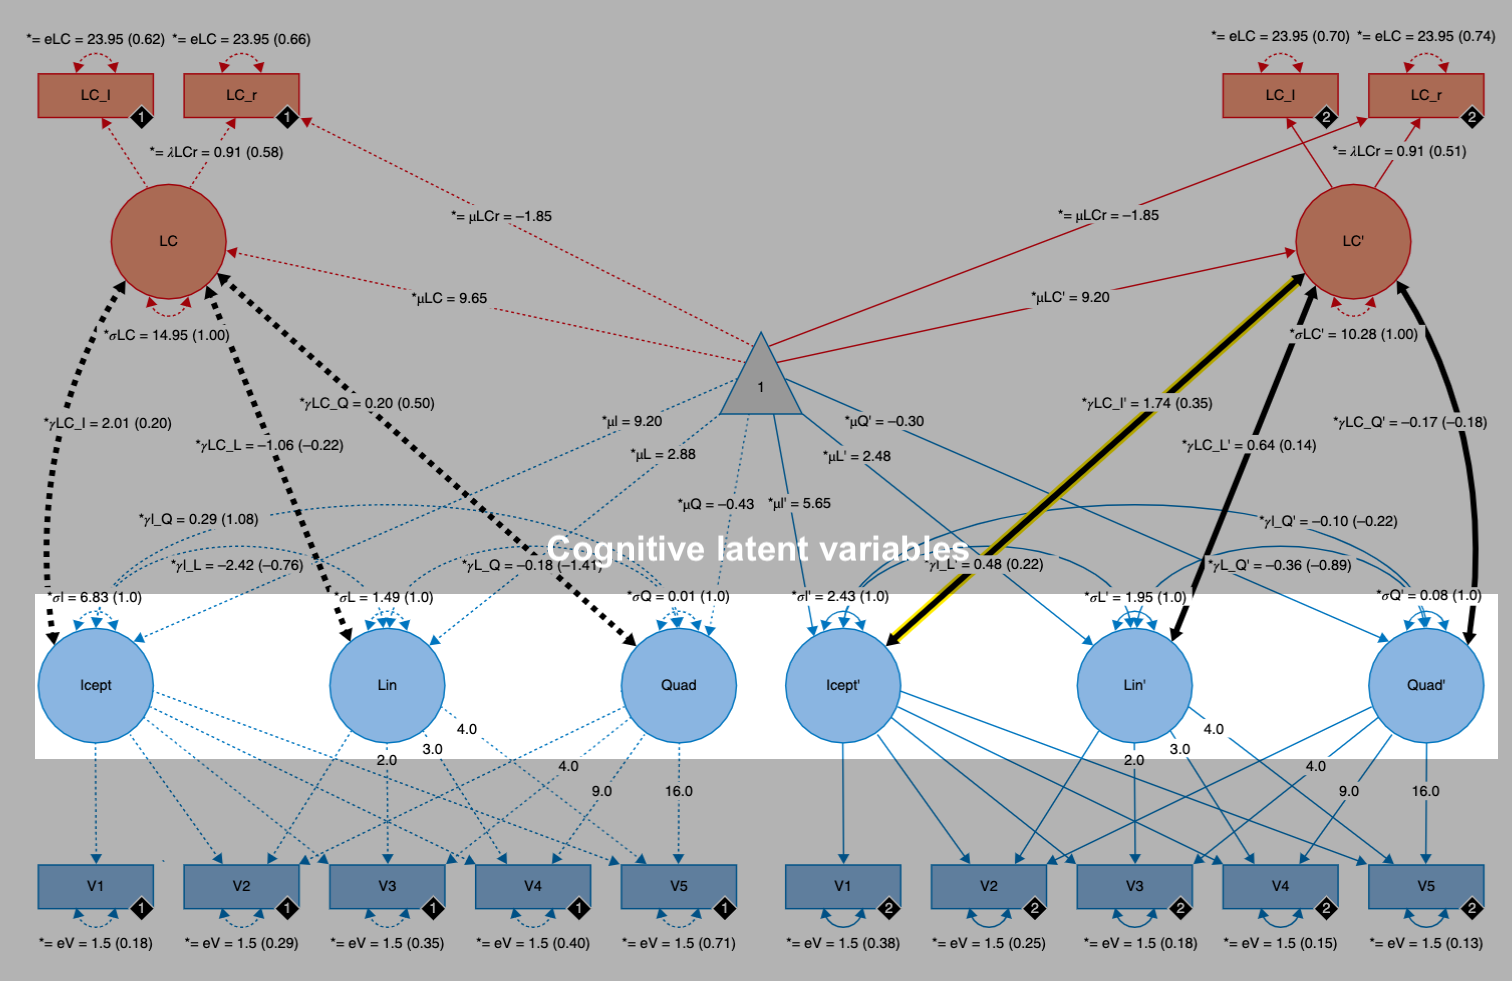 *= eLC = 23.95 (0.62) *= eLC = 23.95 (0.66)
*= eLC = 23.95 (0.70) *= eLC = 23.95 (0.74)
LC_l
LC_r
LC_l
LC_r
1
1
2
2
*= λLCr = 0.91 (0.58)
*= λLCr = 0.91 (0.51)
*= μLCr = −1.85
*= μLCr = −1.85
LC
LC'
*μLC = 9.65
*μLC' = 9.20
*σLC = 14.95 (1.00)
*σLC' = 10.28 (1.00)
1
*γLC_Q = 0.20 (0.50)
*γLC_I' = 1.74 (0.35)
*γLC_I = 2.01 (0.20)
*μI = 9.20
*μQ' = −0.30
*γLC_Q' = −0.17 (−0.18)
*γLC_L = −1.06 (−0.22)
*μL = 2.88
*μL' = 2.48
*γLC_L' = 0.64 (0.14)
*μQ = −0.43
*μI' = 5.65
*γI_Q = 0.29 (1.08)
*γI_Q' = −0.10 (−0.22)
Cognitive latent variables
*γI_L = −2.42 (−0.76)
*γL_Q = −0.18 (−1.41)
*γI_L' = 0.48 (0.22)
*γL_Q' = −0.36 (−0.89)
*σI = 6.83 (1.0)
*σL = 1.49 (1.0)
*σQ = 0.01 (1.0)
*σI' = 2.43 (1.0)
*σL' = 1.95 (1.0)
*σQ' = 0.08 (1.0)
Icept
Lin
Quad
Icept'
Lin'
Quad'
4.0
3.0
2.0
4.0
9.0
16.0
4.0
3.0
2.0
4.0
9.0
16.0
V1
V2
V3
V4
V5
V1
V2
V3
V4
V5
1
1
1
1
1
2
2
2
2
2
*= eV = 1.5 (0.18)
*= eV = 1.5 (0.29)
*= eV = 1.5 (0.35)
*= eV = 1.5 (0.40)
*= eV = 1.5 (0.71)
*= eV = 1.5 (0.38)
*= eV = 1.5 (0.25)
*= eV = 1.5 (0.18)
*= eV = 1.5 (0.15)
*= eV = 1.5 (0.13)